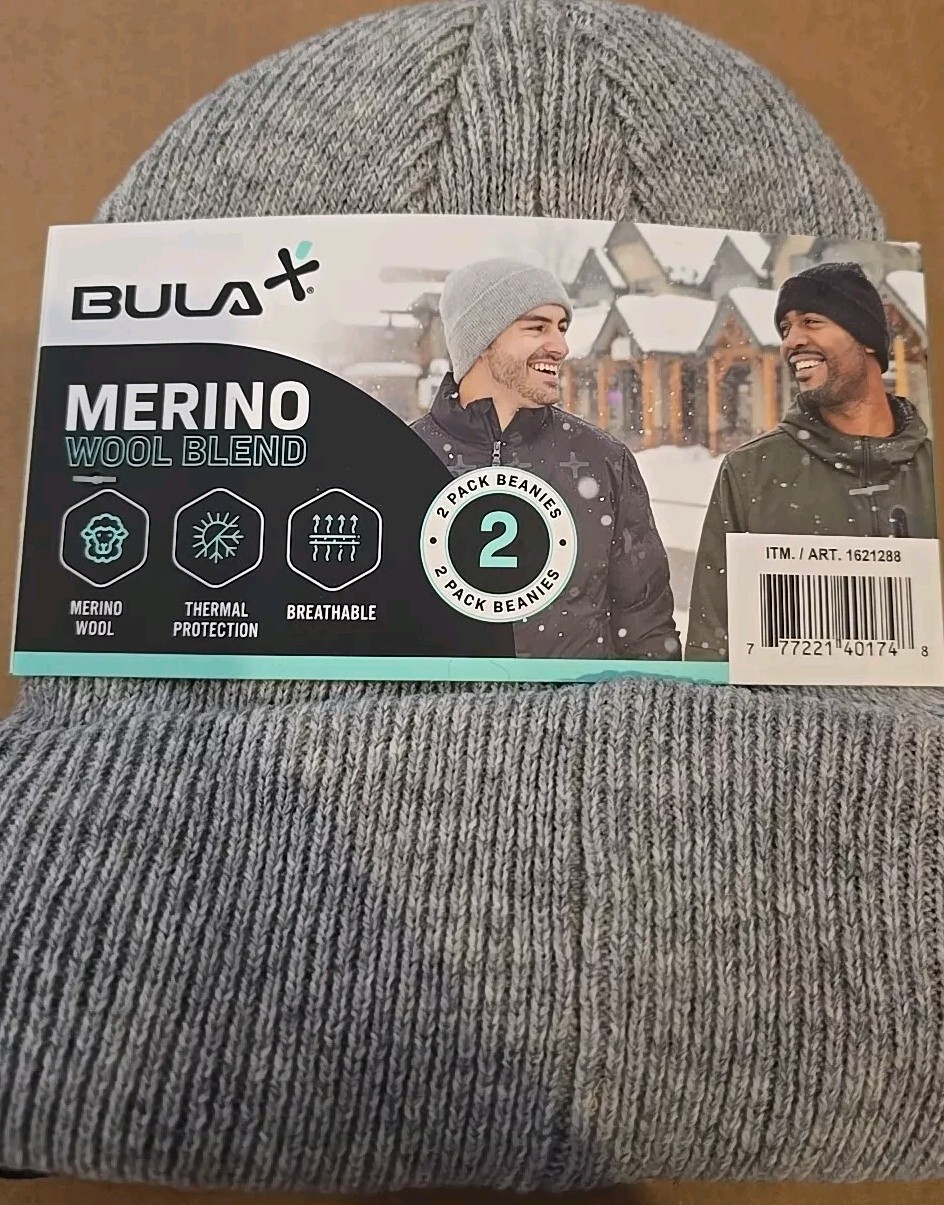 BULA
MERINO
WOOL BLEND
MERINO
WOOL
THERMAL
PROTECTION
BREATHABLE
2 PACK BEANIES
2
2 PACK BEANIES
ITM. / ART. 1621288
7 77221 40174 8